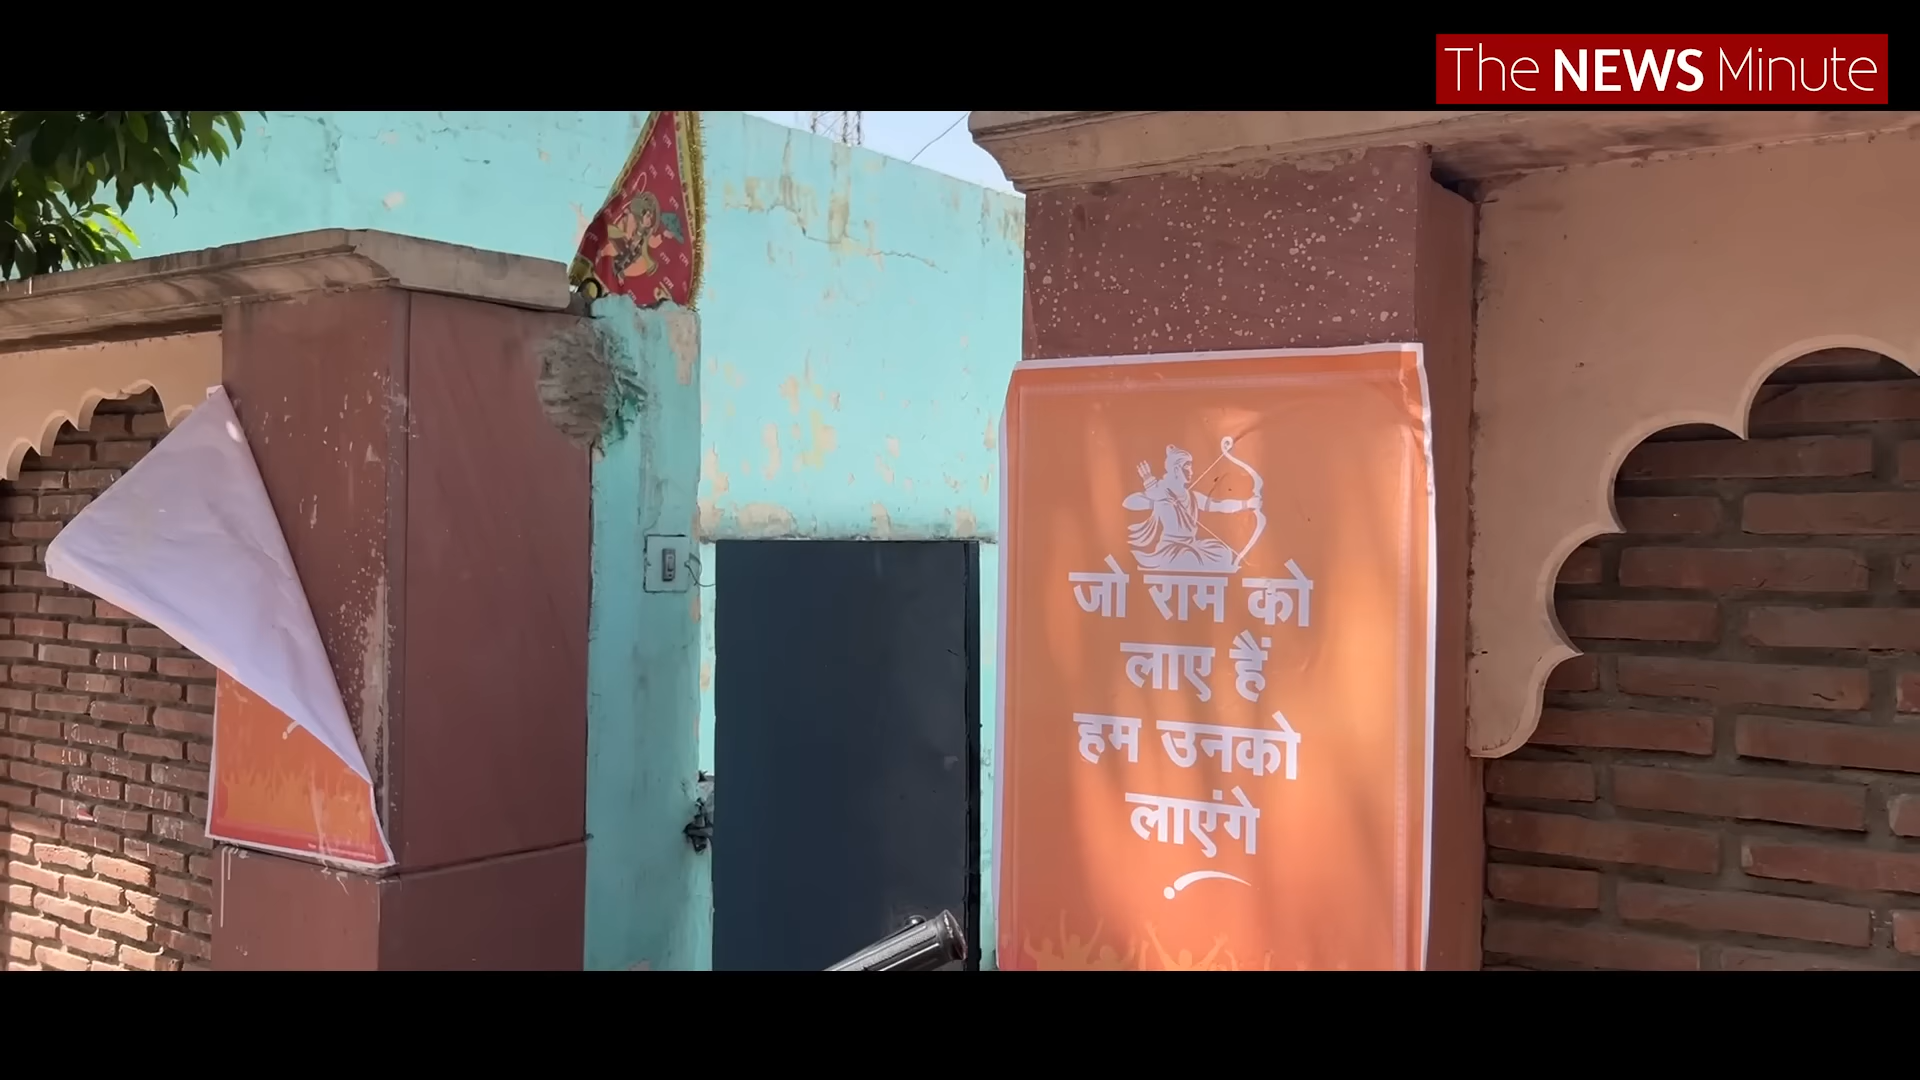 The NEWS Minute
जो राम को
लाए हैं
हम उनको
लाएंगे